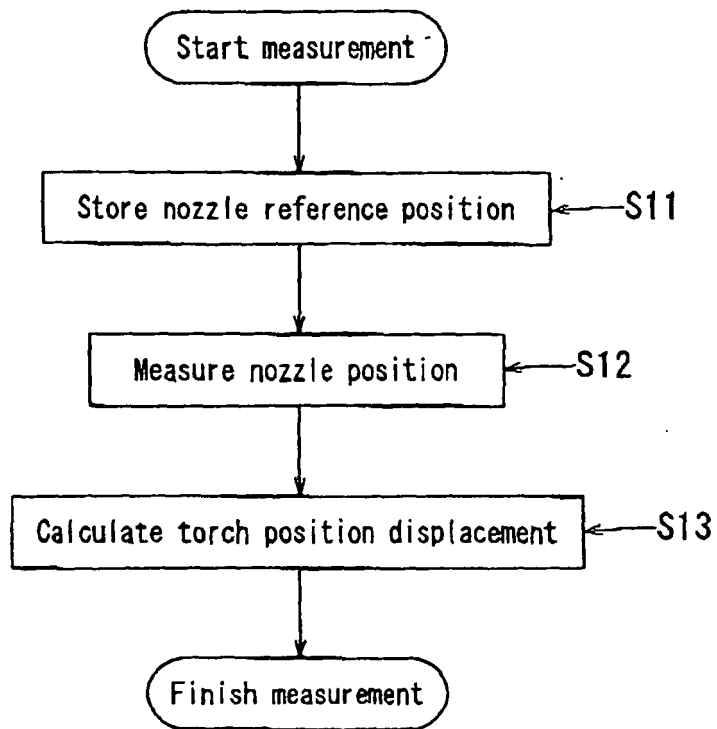 Start measurement
Store nozzle reference position
S11
Measure nozzle position
S12
Calculate torch position displacement
S13
Finish measurement